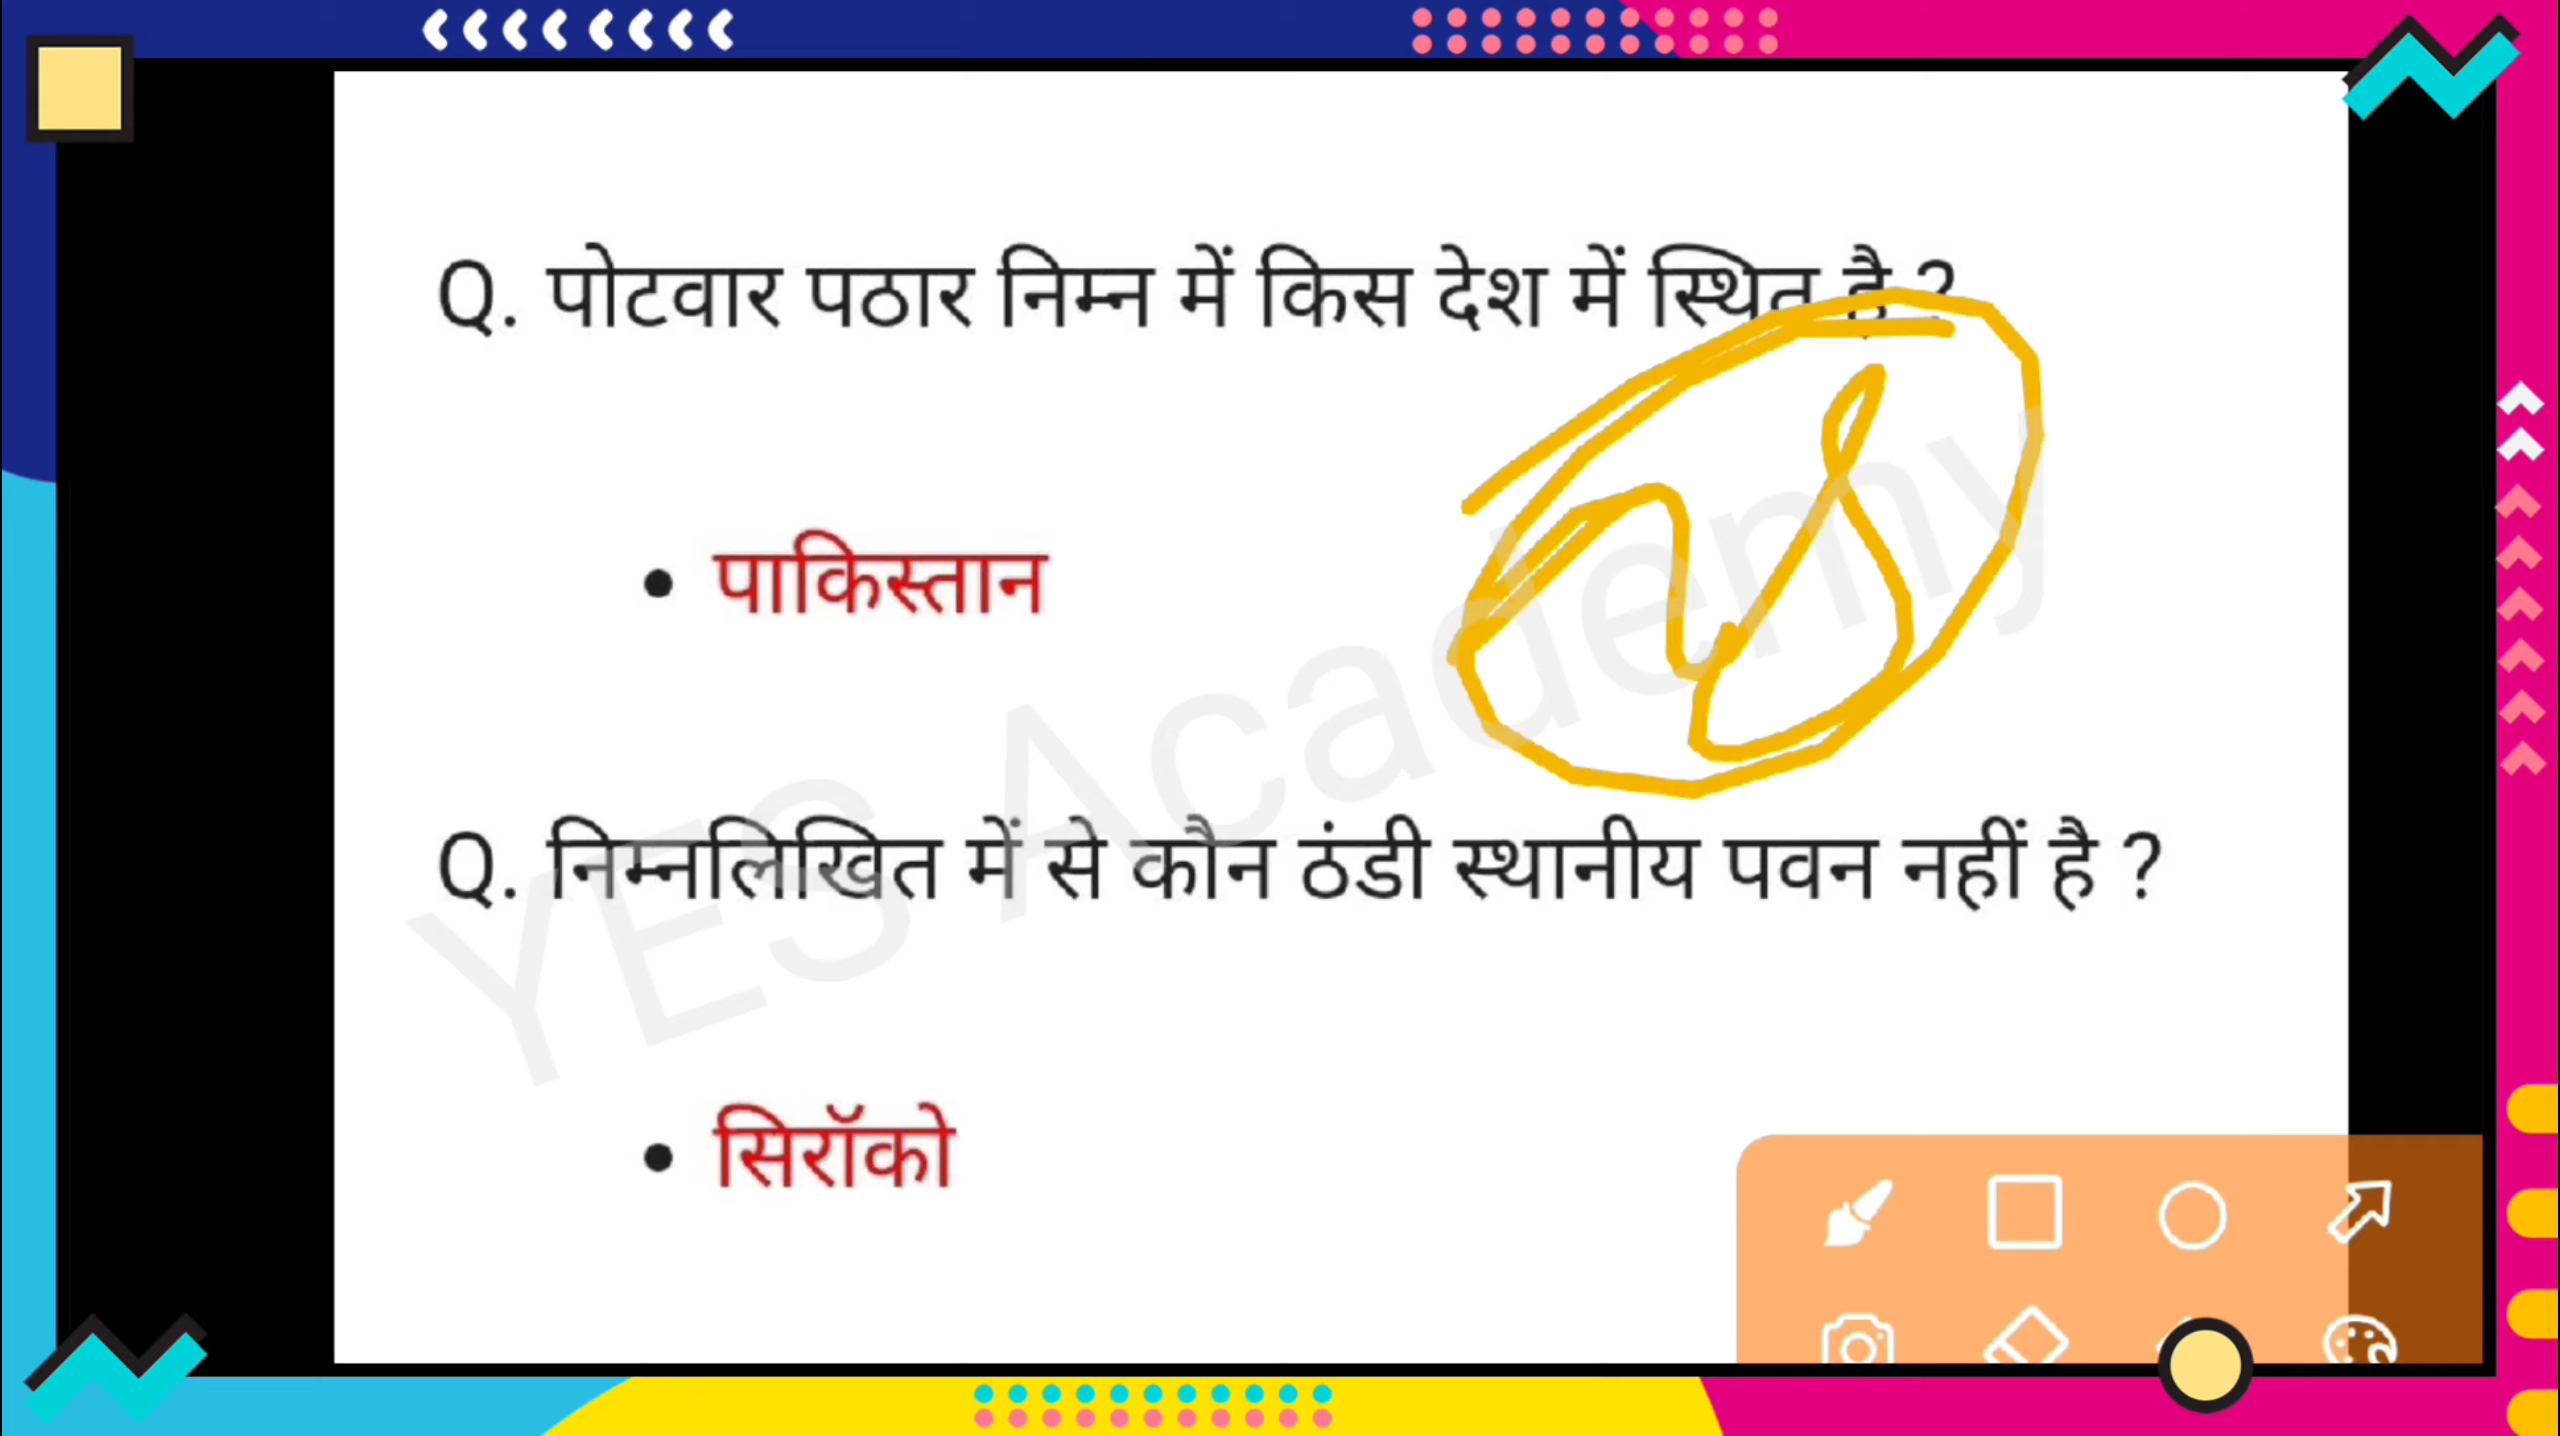 Q. पोटवार पठार निम्न में किस देश में स्थित है ?
• पाकिस्तान
YES Academy
Q. निम्नलिखित में से कौन ठंडी स्थानीय पवन नहीं है ?
• सिरॉको